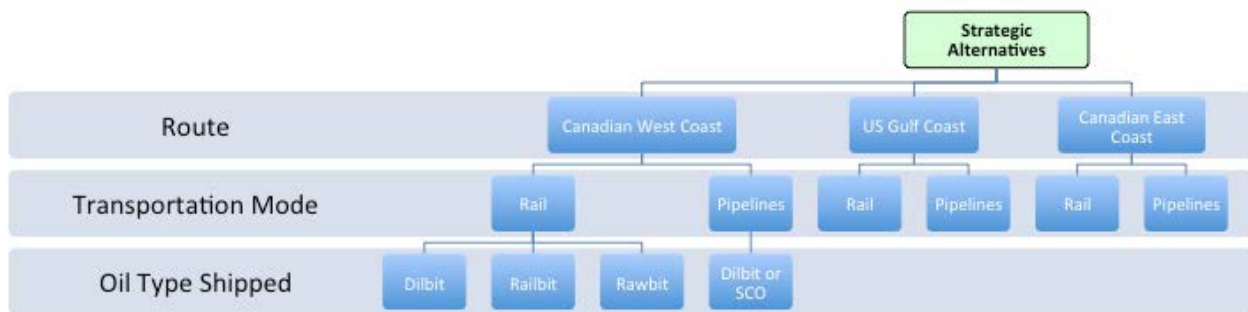 Strategic
Alternatives
Route
Canadian West Coast
US Gulf Coast
Canadian East
Coast
Transportation Mode
Rail
Pipelines
Rail
Pipelines
Rail
Pipelines
Oil Type Shipped
Dilbit
Railbit
Rawbit
Dilbit or
SCO